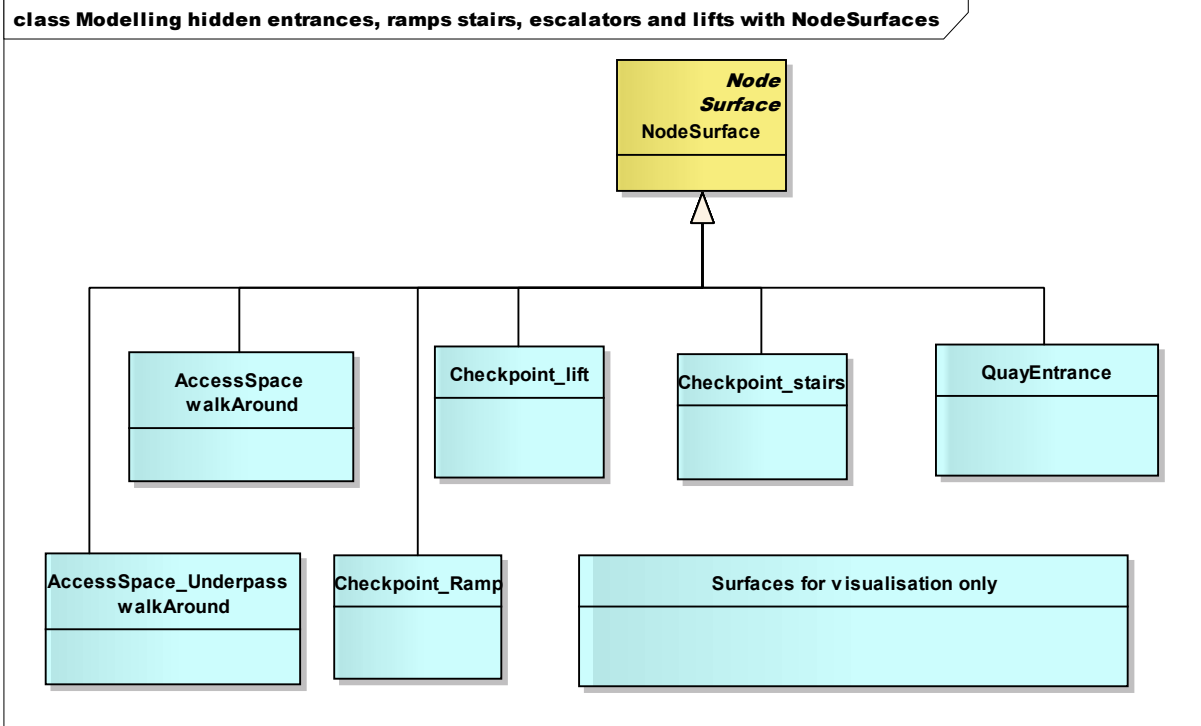 class Modelling hidden entrances, ramps stairs, escalators and lifts with NodeSurfaces
Node
Surface
NodeSurface
AccessSpace
walkAround
Checkpoint_lift
Checkpoint_stairs
QuayEntrance
AccessSpace_Underpass
walkAround
Checkpoint_Ramp
Surfaces for visualisation only